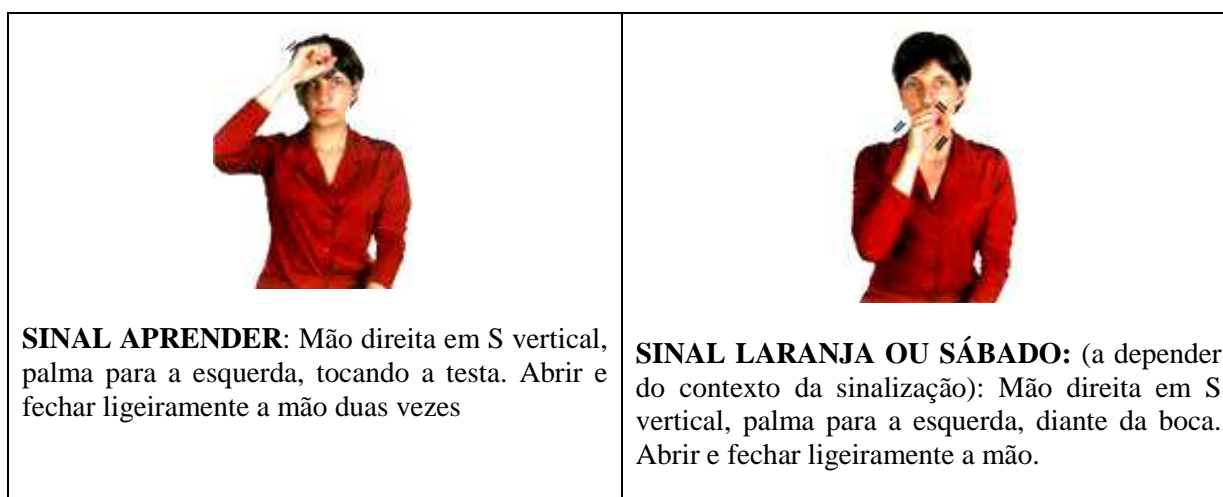 SINAL APRENDER: Mão direita em S vertical,
palma para a esquerda, tocando a testa. Abrir e
fechar ligeiramente a mão duas vezes
SINAL LARANJA OU SÁBADO: (a depender
do contexto da sinalização): Mão direita em S
vertical, palma para a esquerda, diante da boca.
Abrir e fechar ligeiramente a mão.